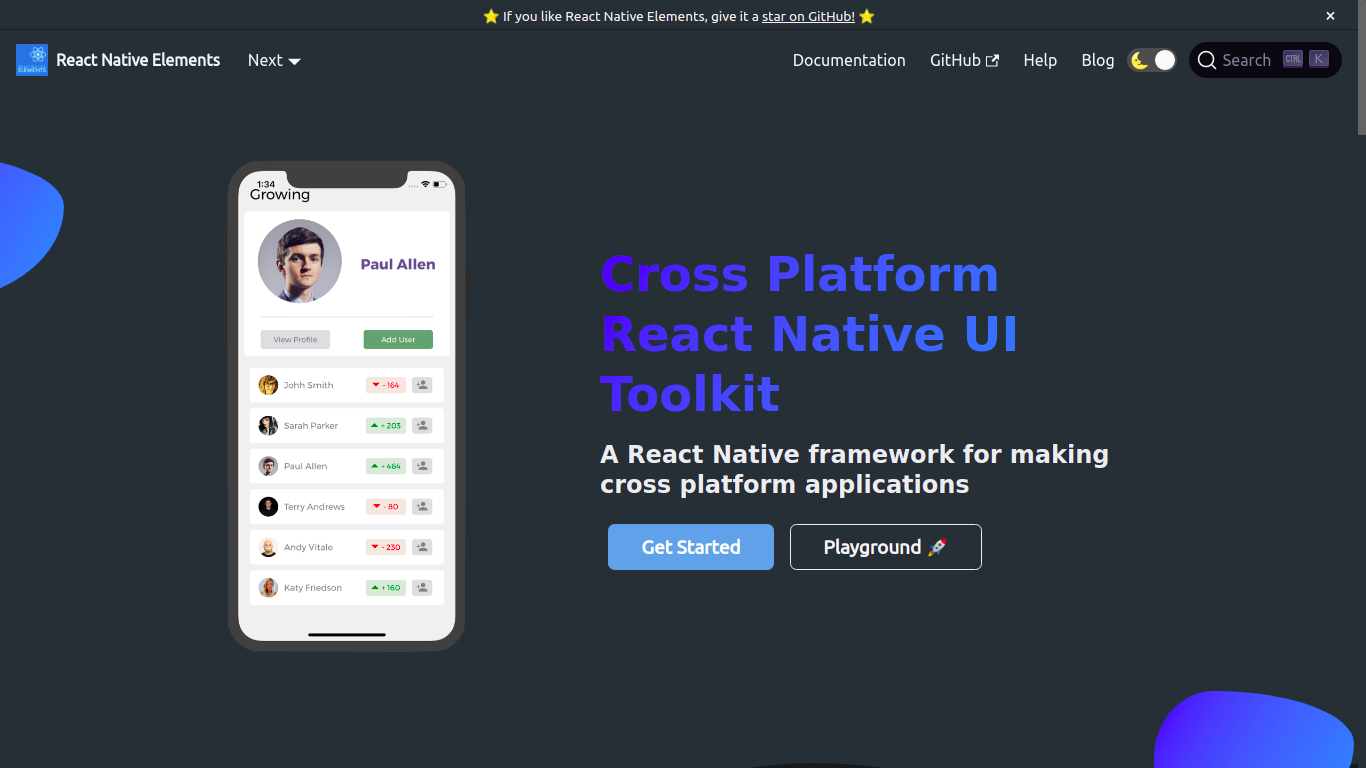 ⭐ If you like React Native Elements, give it a star on GitHub! ⭐ ×
React Native Elements Next Documentation GitHub Help Blog Search CTRL K
1:34
Growing
Paul Allen
View Profile Add User
Johh Smith - 164
Sarah Parker + 203
Paul Allen + 464
Terry Andrews - 80
Andy Vitale - 230
Katy Friedson + 160
Cross Platform
React Native UI
Toolkit
A React Native framework for making
cross platform applications
Get Started Playground 🚀